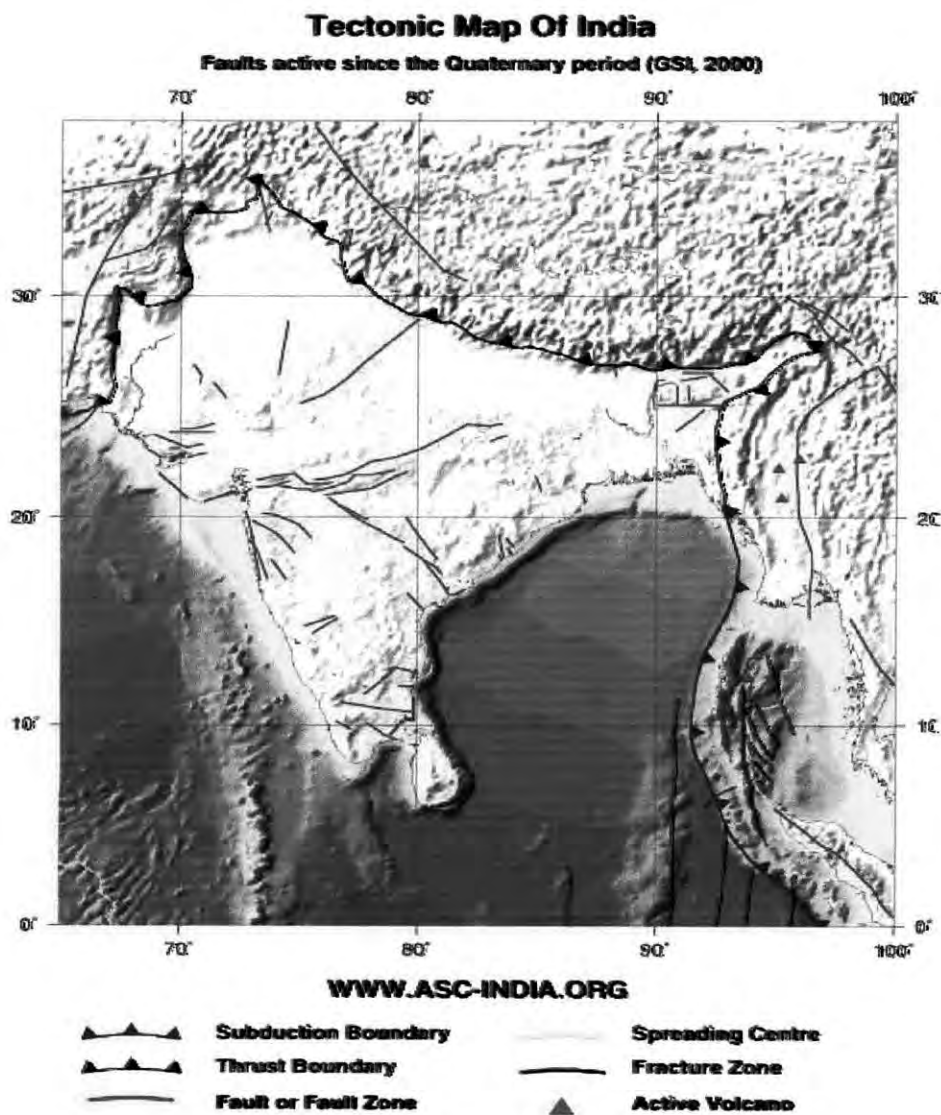 Tectonic Map Of India
Faults active since the Quaternary period (GSI, 2000)
70° 80° 90° 100°
30° 30°
20° 20°
10° 10°
0° 0°
70° 80° 90° 100°
WWW.ASC-INDIA.ORG
Subduction Boundary Spreading Centre
Thrust Boundary Fracture Zone
Fault or Fault Zone Active Volcano